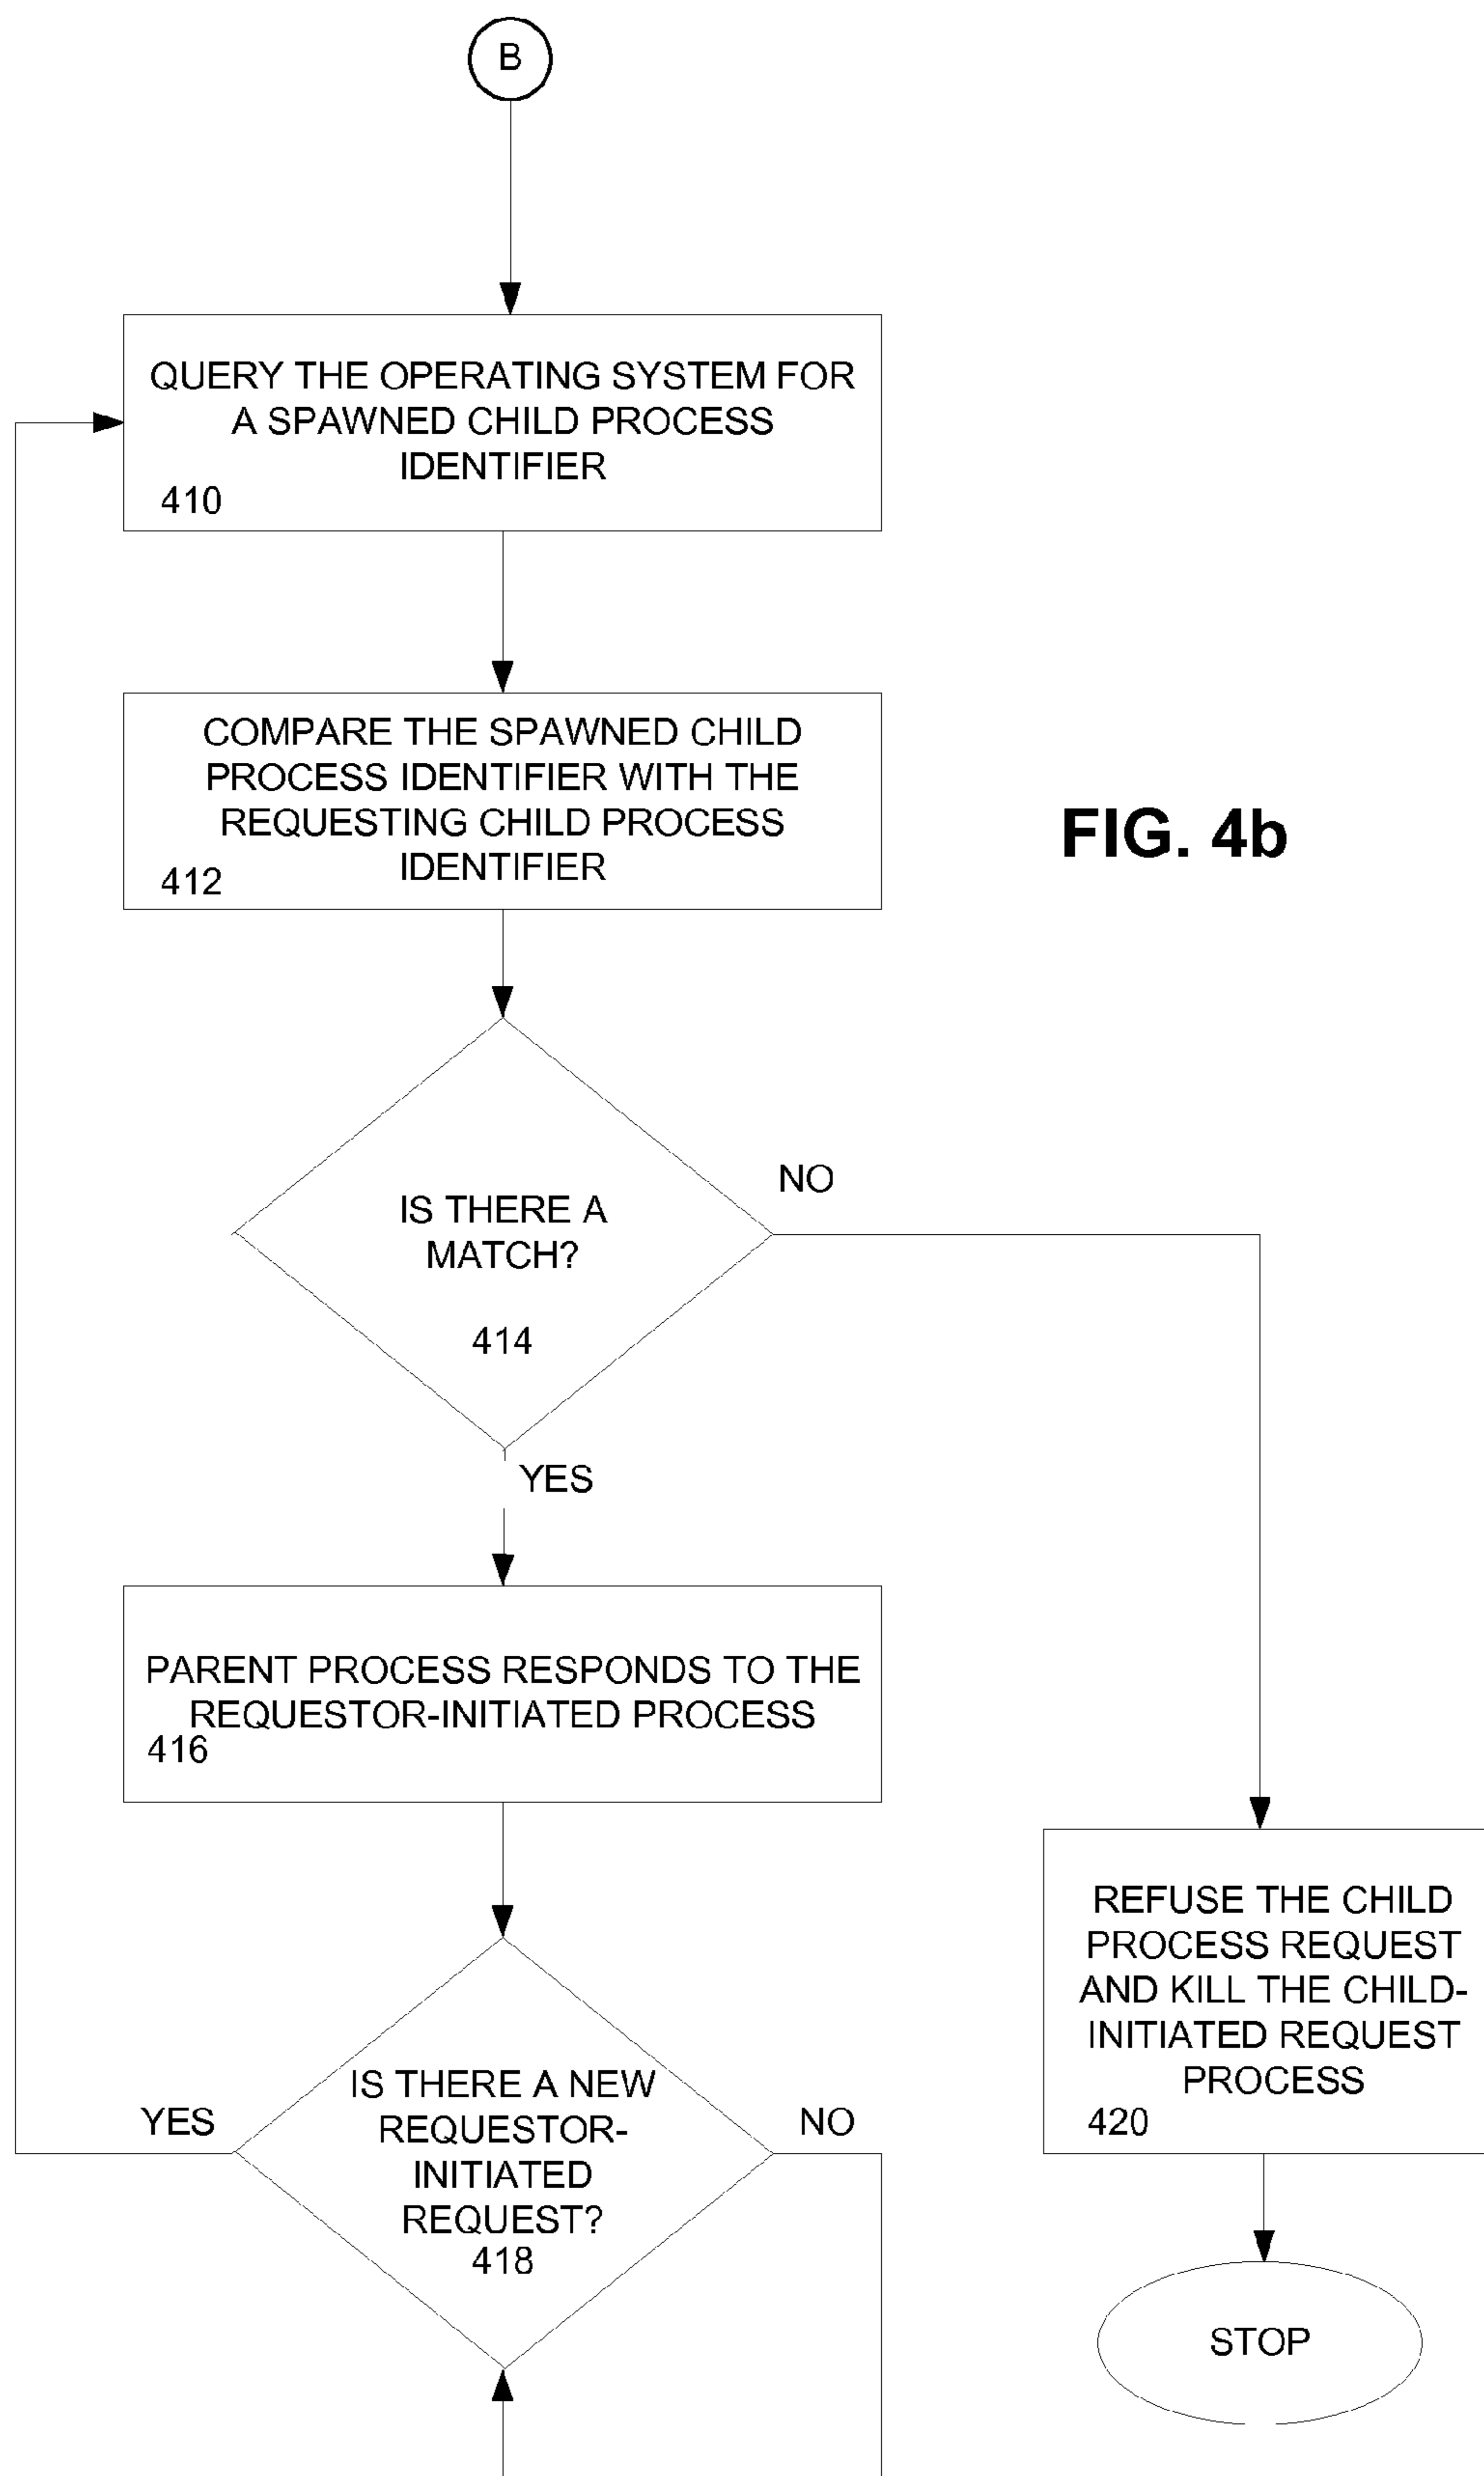 B
QUERY THE OPERATING SYSTEM FOR
A SPAWNED CHILD PROCESS
IDENTIFIER
410
COMPARE THE SPAWNED CHILD
PROCESS IDENTIFIER WITH THE
REQUESTING CHILD PROCESS
IDENTIFIER
412
FIG. 4b
IS THERE A
MATCH?
414
NO
YES
PARENT PROCESS RESPONDS TO THE
REQUESTOR-INITIATED PROCESS
416
IS THERE A NEW
REQUESTOR-
INITIATED
REQUEST?
418
YES
NO
REFUSE THE CHILD
PROCESS REQUEST
AND KILL THE CHILD-
INITIATED REQUEST
PROCESS
420
STOP